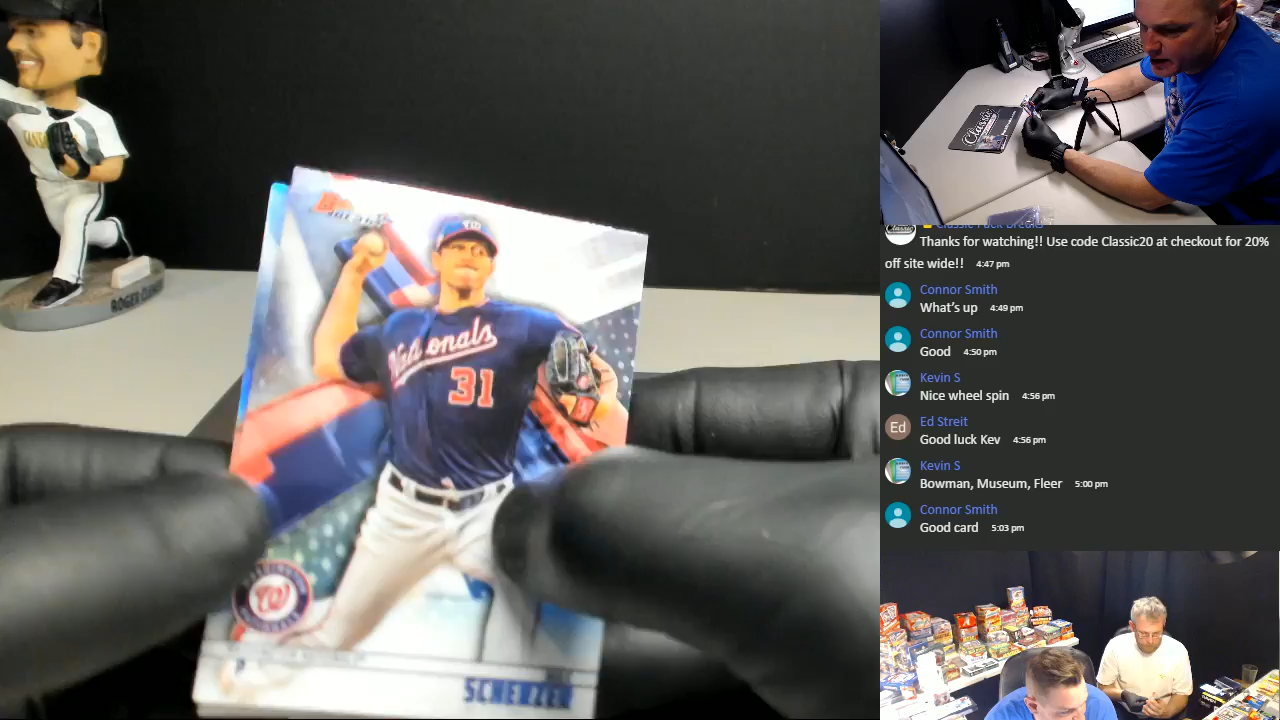 Nationals
31
W
SCHERZER
ROGER
Classic
Thanks for watching!! Use code Classic20 at checkout for 20%
off site wide!! 4:47 pm
Connor Smith
What's up 4:49 pm
Connor Smith
Good 4:50 pm
Kevin S
Nice wheel spin 4:56 pm
Ed Streit
Ed
Good luck Kev 4:56 pm
Kevin S
Bowman, Museum, Fleer 5:00 pm
Connor Smith
Good card 5:03 pm